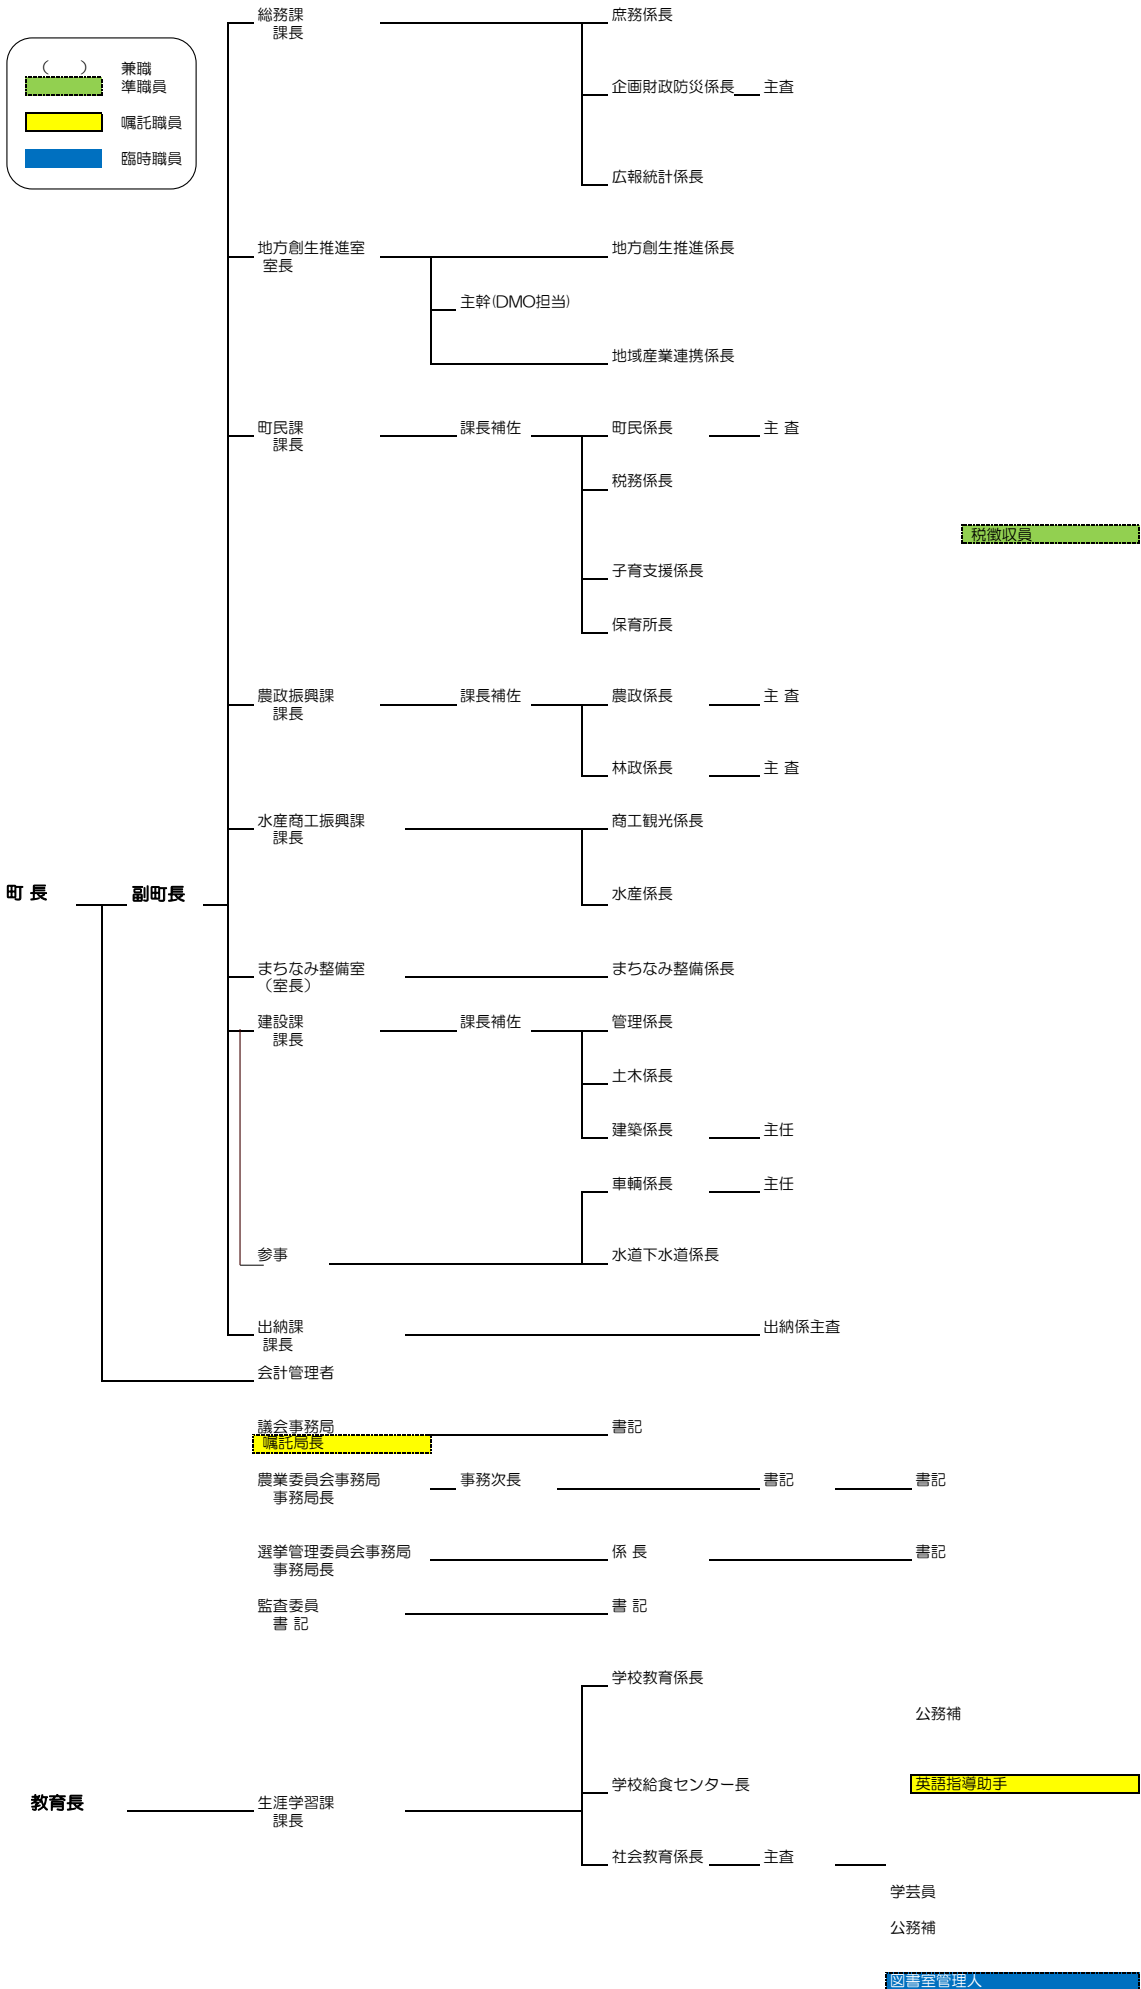 総務課
課長
庶務係長
（　　）　兼職
準職員
嘱託職員
臨時職員
企画財政防災係長
主査
広報統計係長
地方創生推進室
室長
地方創生推進係長
主幹(DMO担当)
地域産業連携係長
町民課
課長
課長補佐
町民係長
主 査
税務係長
税徴収員
子育支援係長
保育所長
農政振興課
課長
課長補佐
農政係長
主 査
林政係長
主 査
水産商工振興課
課長
商工観光係長
町 長
副町長
水産係長
まちなみ整備室
（室長）
まちなみ整備係長
建設課
課長
課長補佐
管理係長
土木係長
建築係長
主任
車輌係長
主任
参事
水道下水道係長
出納課
課長
出納係主査
会計管理者
議会事務局
嘱託局長
書記
農業委員会事務局
事務局長
事務次長
書記
書記
選挙管理委員会事務局
事務局長
係 長
書記
監査委員
書 記
書 記
学校教育係長
公務補
学校給食センター長
英語指導助手
教育長
生涯学習課
課長
社会教育係長
主査
学芸員
公務補
図書室管理人